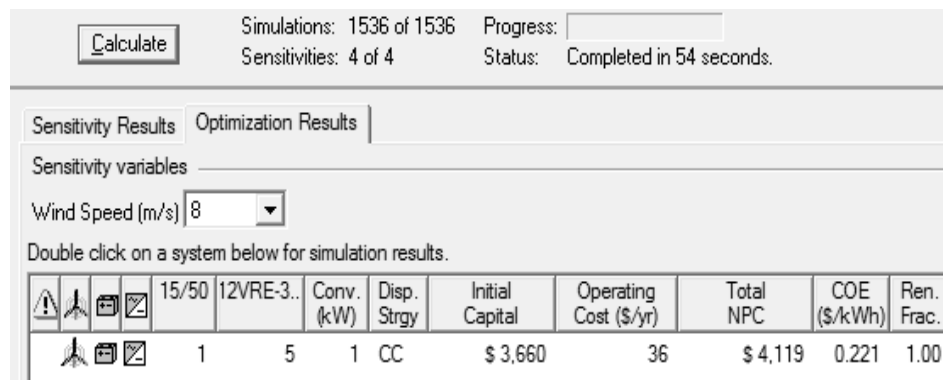 Calculate Simulations: 1536 of 1536 Progress:
Sensitivities: 4 of 4 Status: Completed in 54 seconds.
Sensitivity Results Optimization Results
Sensitivity variables
Wind Speed (m/s) 8
Double click on a system below for simulation results.
15/50 12VRE-3.. Conv. (kW) Disp. Strgy Initial Capital Operating Cost ($/yr) Total NPC COE ($/kWh) Ren. Frac.
1 5 1 CC $ 3,660 36 $ 4,119 0.221 1.00